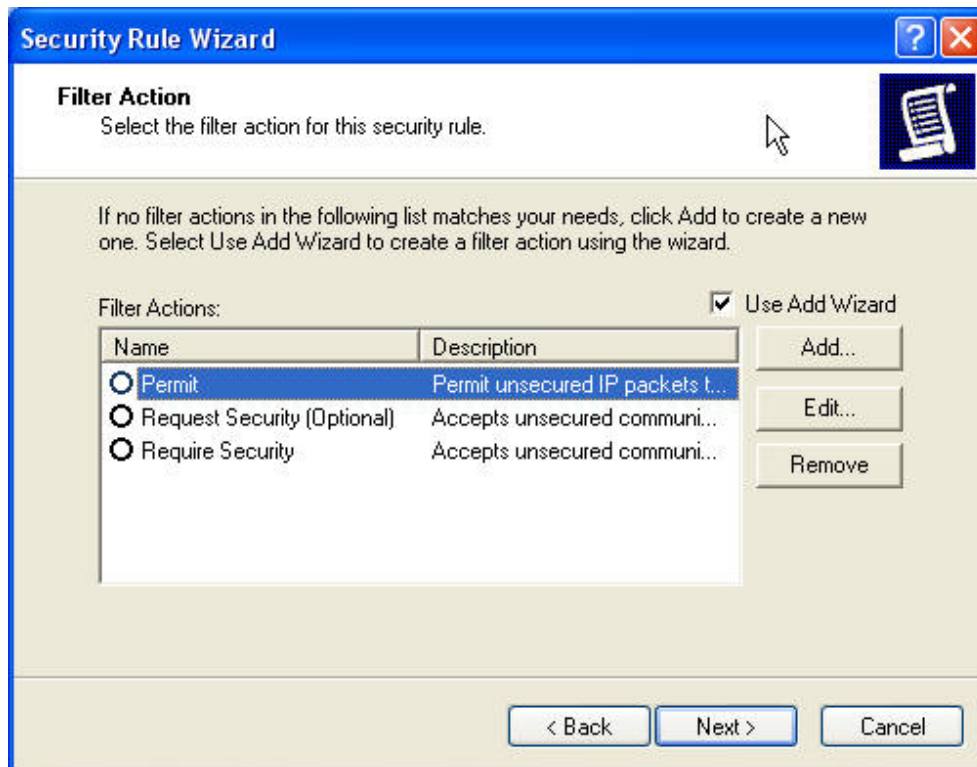 Security Rule Wizard
?
Filter Action
Select the filter action for this security rule.
If no filter actions in the following list matches your needs, click Add to create a new
one. Select Use Add Wizard to create a filter action using the wizard.
Filter Actions:
Use Add Wizard
Name Description
Add...
Permit Permit unsecured IP packets t...
Request Security (Optional) Accepts unsecured communi...
Edit...
Require Security Accepts unsecured communi...
Remove
< Back Next > Cancel